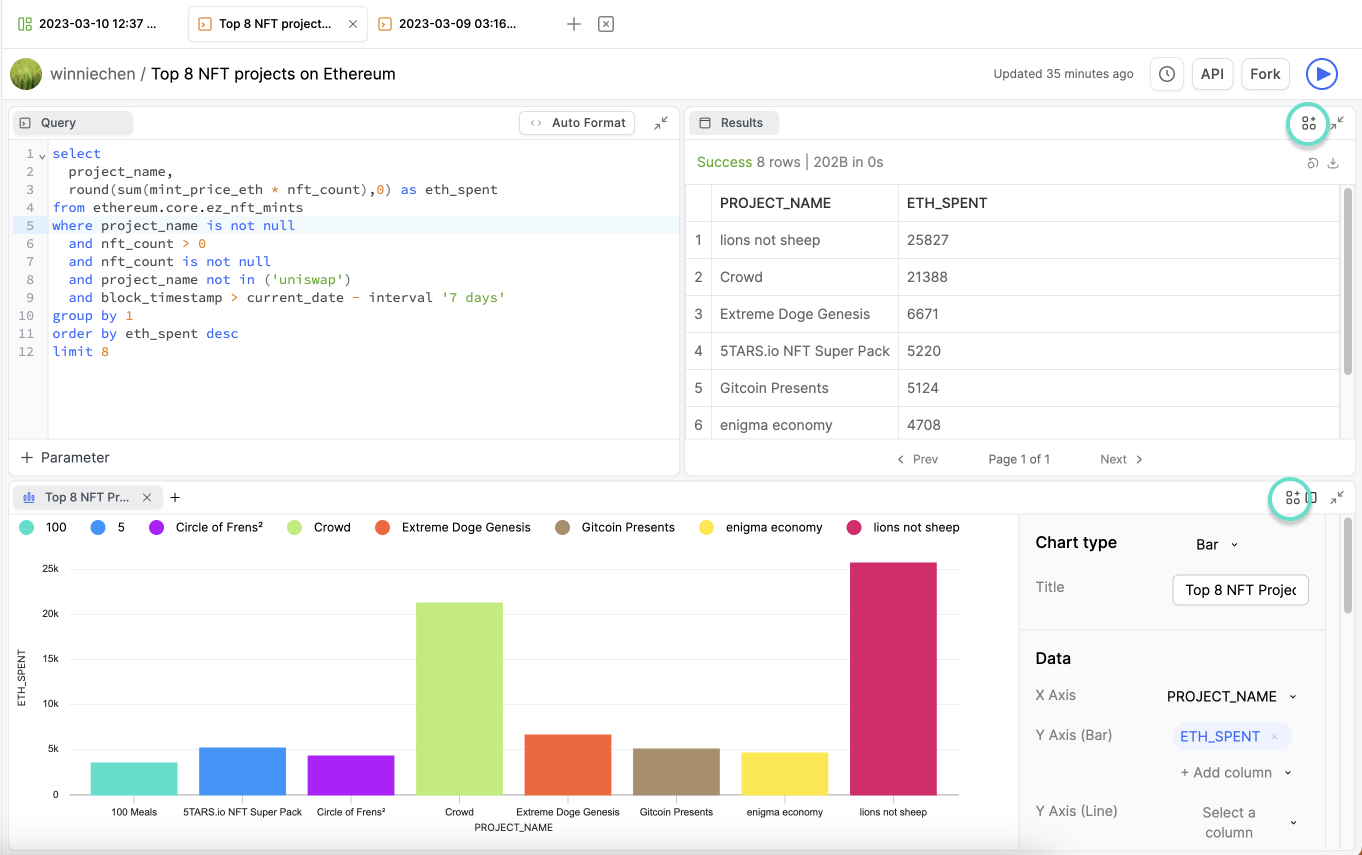 2023-03-10 12:37 ...
Top 8 NFT project...
2023-03-09 03:16...
winniechen / Top 8 NFT projects on Ethereum
Updated 35 minutes ago
API
Fork
Query
Auto Format
1 select
2 project_name,
3 round(sum(mint_price_eth * nft_count),0) as eth_spent
4 from ethereum.core.ez_nft_mints
5 where project_name is not null
6 and nft_count > 0
7 and nft_count is not null
8 and project_name not in ('uniswap')
9 and block_timestamp > current_date - interval '7 days'
10 group by 1
11 order by eth_spent desc
12 limit 8
+ Parameter
Results
Success 8 rows | 202B in 0s
PROJECT_NAME ETH_SPENT
1 lions not sheep 25827
2 Crowd 21388
3 Extreme Doge Genesis 6671
4 5TARS.io NFT Super Pack 5220
5 Gitcoin Presents 5124
6 enigma economy 4708
Prev Page 1 of 1 Next
Top 8 NFT Pr...
100 5 Circle of Frens² Crowd Extreme Doge Genesis Gitcoin Presents enigma economy lions not sheep
25k
20k
15k
10k
5k
0
ETH_SPENT
100 Meals 5TARS.io NFT Super Pack Circle of Frens² Crowd Extreme Doge Genesis Gitcoin Presents enigma economy lions not sheep
PROJECT_NAME
Chart type Bar
Title Top 8 NFT Projec
Data
X Axis PROJECT_NAME
Y Axis (Bar) ETH_SPENT ×
+ Add column
Y Axis (Line) Select a
column